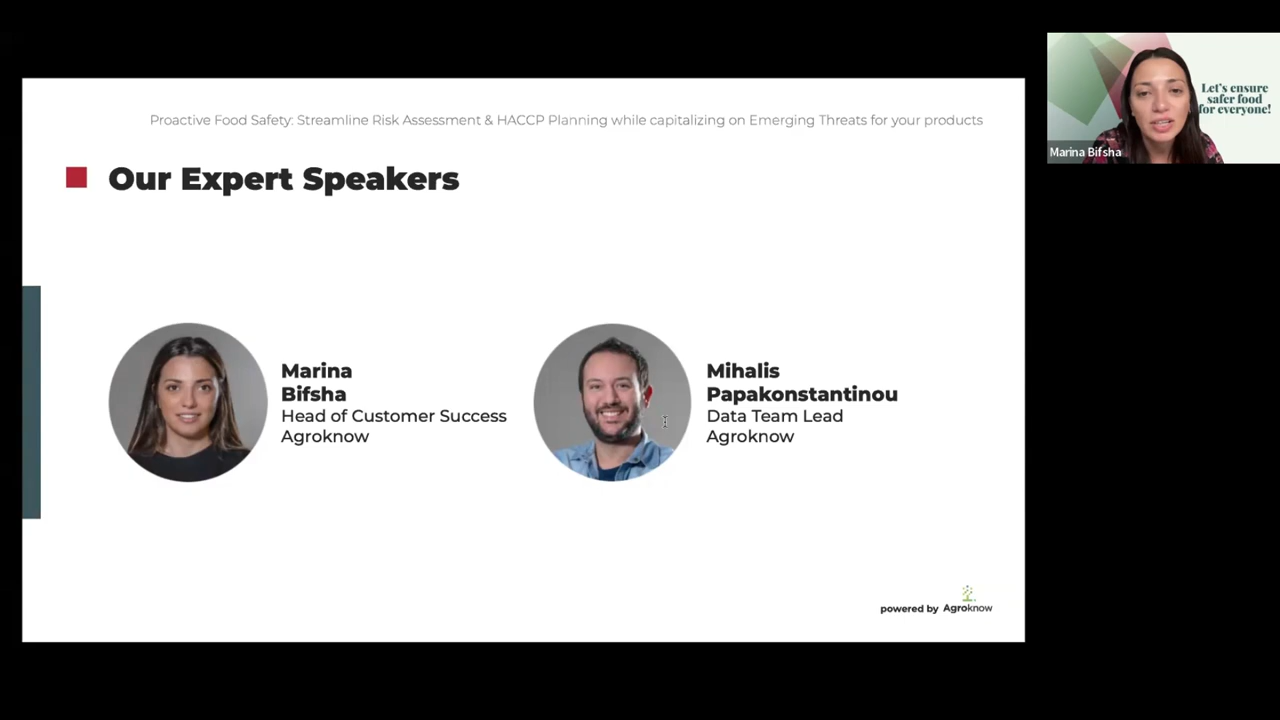 Proactive Food Safety: Streamline Risk Assessment & HACCP Planning while capitalizing on Emerging Threats for your products
Our Expert Speakers
Marina
Bifsha
Head of Customer Success
Agroknow
Mihalis
Papakonstantinou
Data Team Lead
Agroknow
powered by Agroknow
Let's ensure
safer food
for everyone!
Marina Bifsha